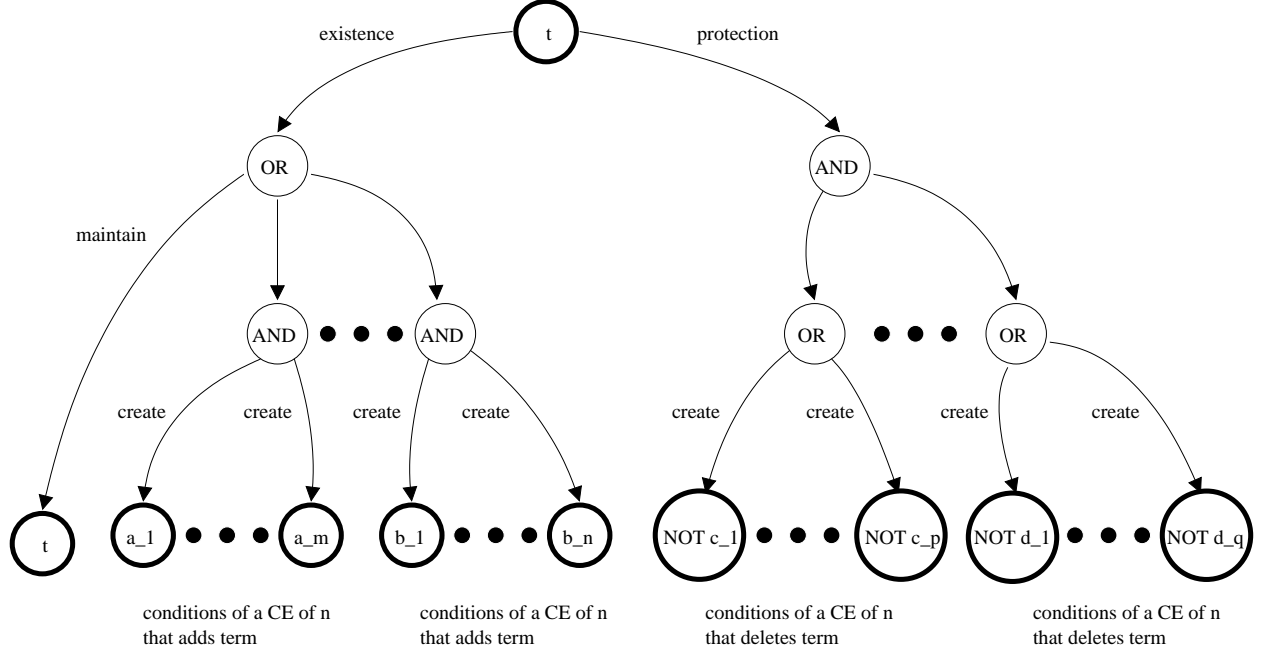 existence
t
protection
OR
AND
maintain
AND
AND
OR
OR
create
create
create
create
create
create
create
create
t
a_1
a_m
b_1
b_n
NOT c_1
NOT c_p
NOT d_1
NOT d_q
conditions of a CE of n
that adds term
conditions of a CE of n
that adds term
conditions of a CE of n
that deletes term
conditions of a CE of n
that deletes term